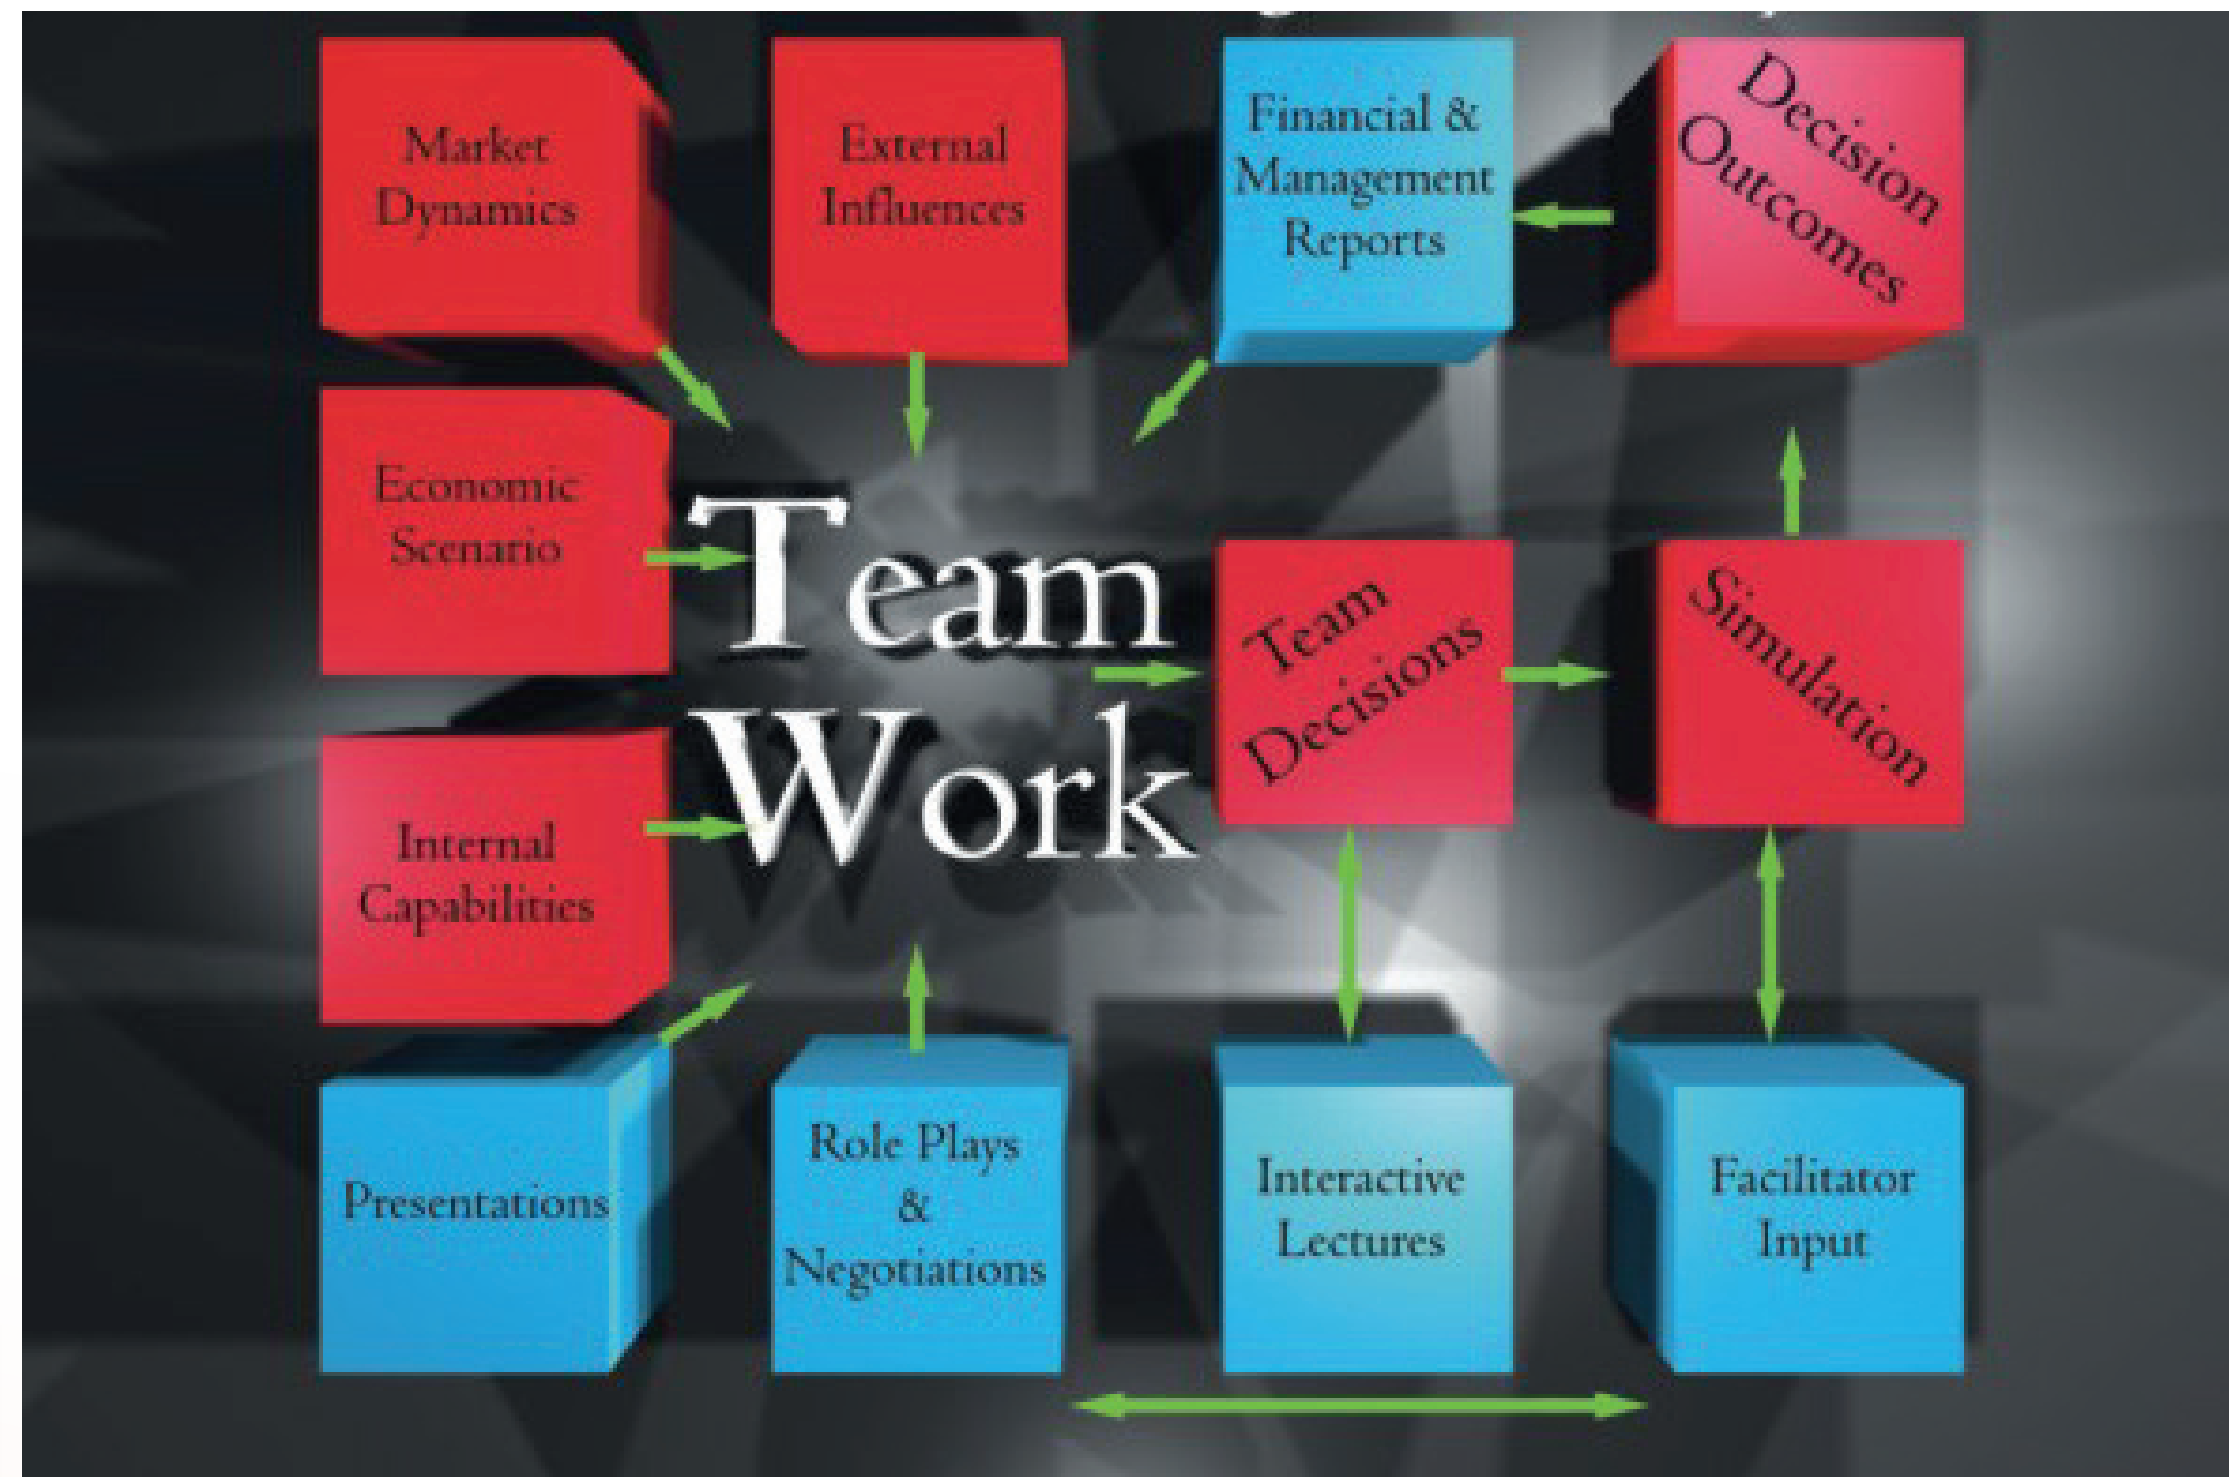 Market
Dynamics
External
Influences
Financial &
Management
Reports
Decision
Outcomes
Economic
Scenario
Team
Work
Team
Decisions
Simulation
Internal
Capabilities
Presentations
Role Plays
&
Negotiations
Interactive
Lectures
Facilitator
Input